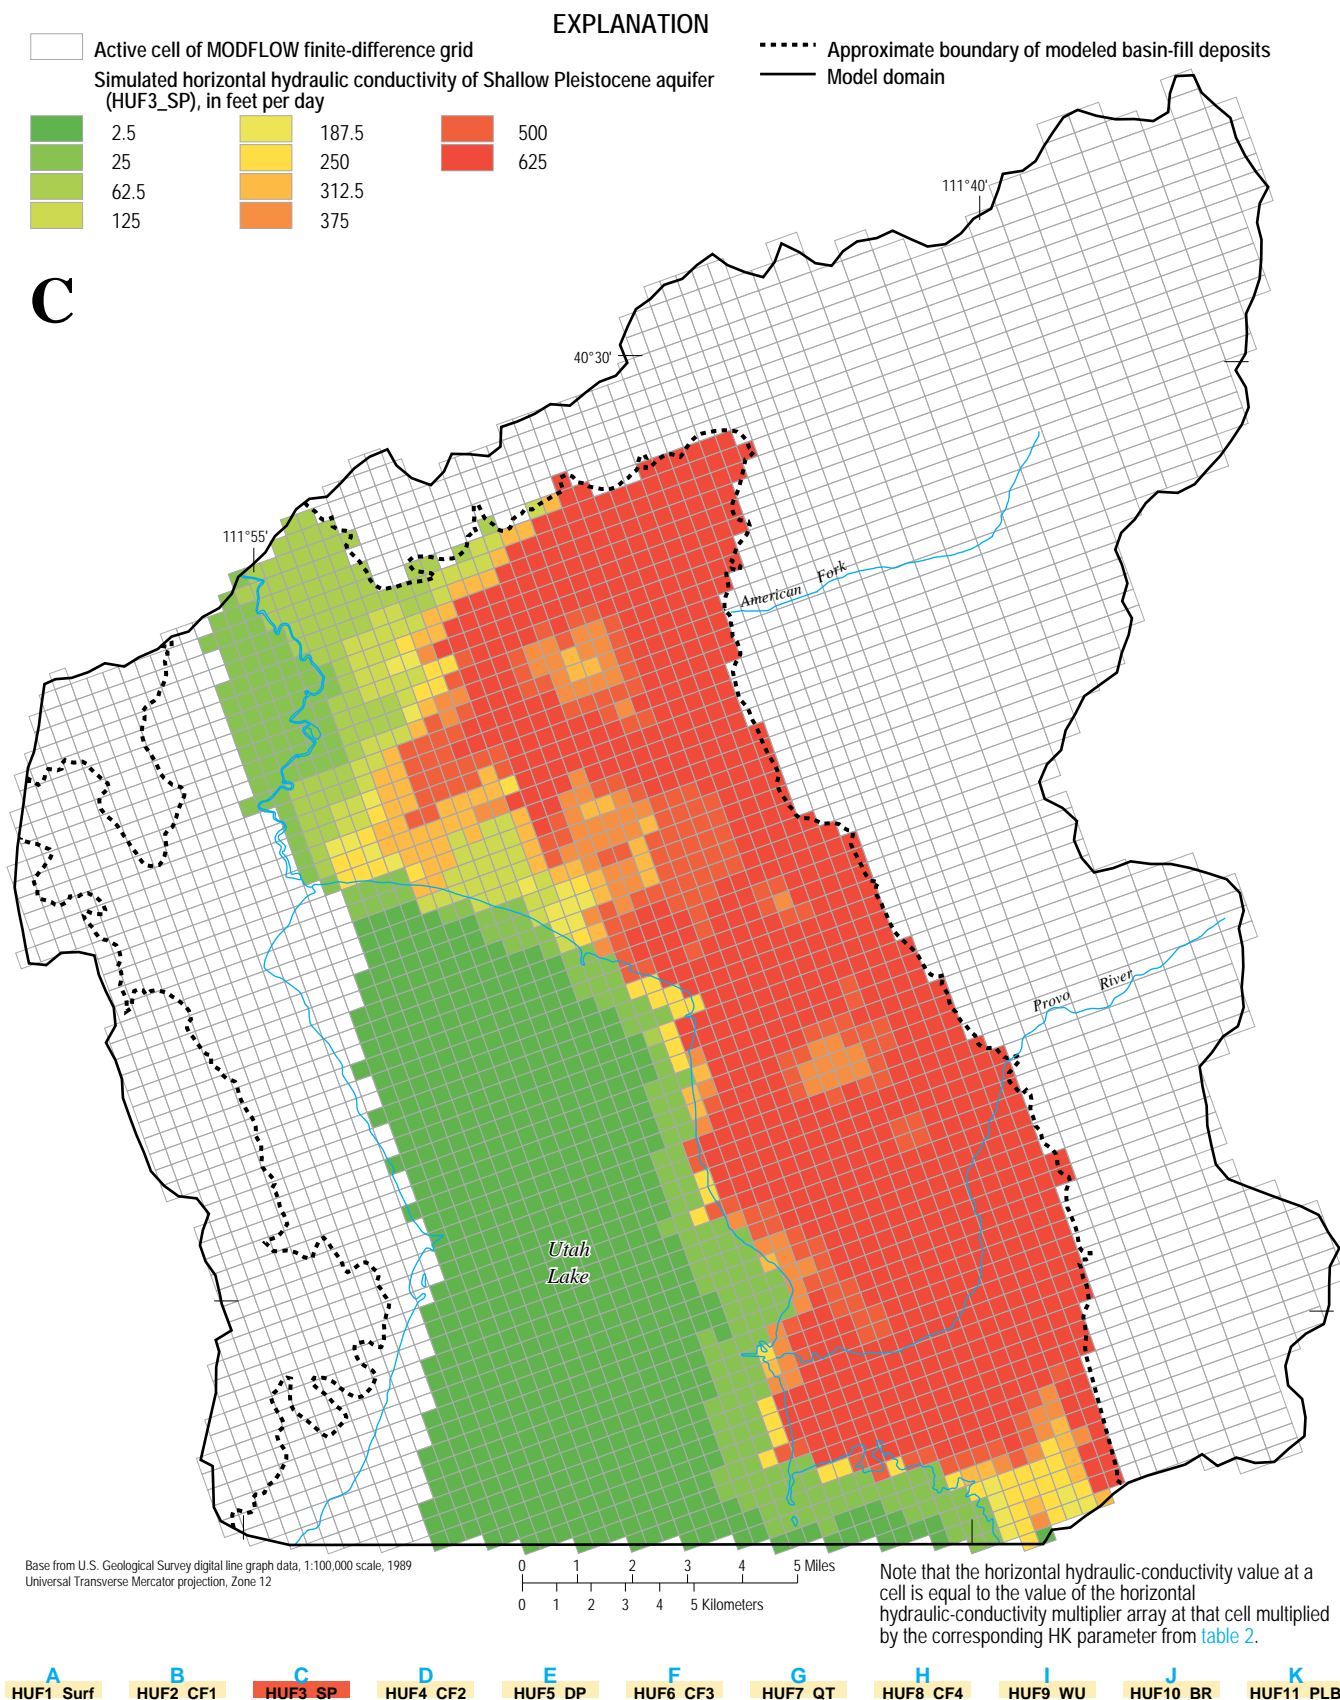 EXPLANATION
Active cell of MODFLOW finite-difference grid
Simulated horizontal hydraulic conductivity of Shallow Pleistocene aquifer
(HUF3_SP), in feet per day
2.5
25
62.5
125
187.5
250
312.5
375
500
625
Approximate boundary of modeled basin-fill deposits
Model domain
C
111°40'
40°30'
111°55'
American Fork
Provo River
Utah
Lake
Base from U.S. Geological Survey digital line graph data, 1:100,000 scale, 1989
Universal Transverse Mercator projection, Zone 12
0 1 2 3 4 5 Miles
0 1 2 3 4 5 Kilometers
Note that the horizontal hydraulic-conductivity value at a
cell is equal to the value of the horizontal
hydraulic-conductivity multiplier array at that cell multiplied
by the corresponding HK parameter from table 2.
A B C D E F G H I J K
HUF1_Surf HUF2_CF1 HUF3_SP HUF4_CF2 HUF5_DP HUF6_CF3 HUF7_QT HUF8_CF4 HUF9_WU HUF10_BR HUF11_PLB